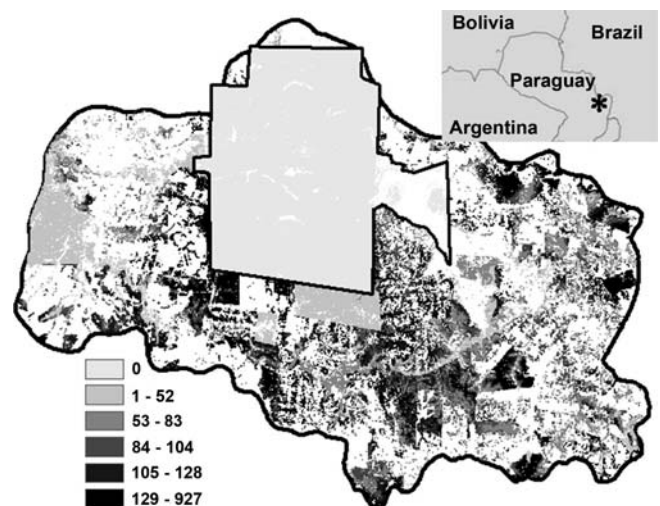 Bolivia
Brazil
Paraguay
*
Argentina
0
1 - 52
53 - 83
84 - 104
105 - 128
129 - 927